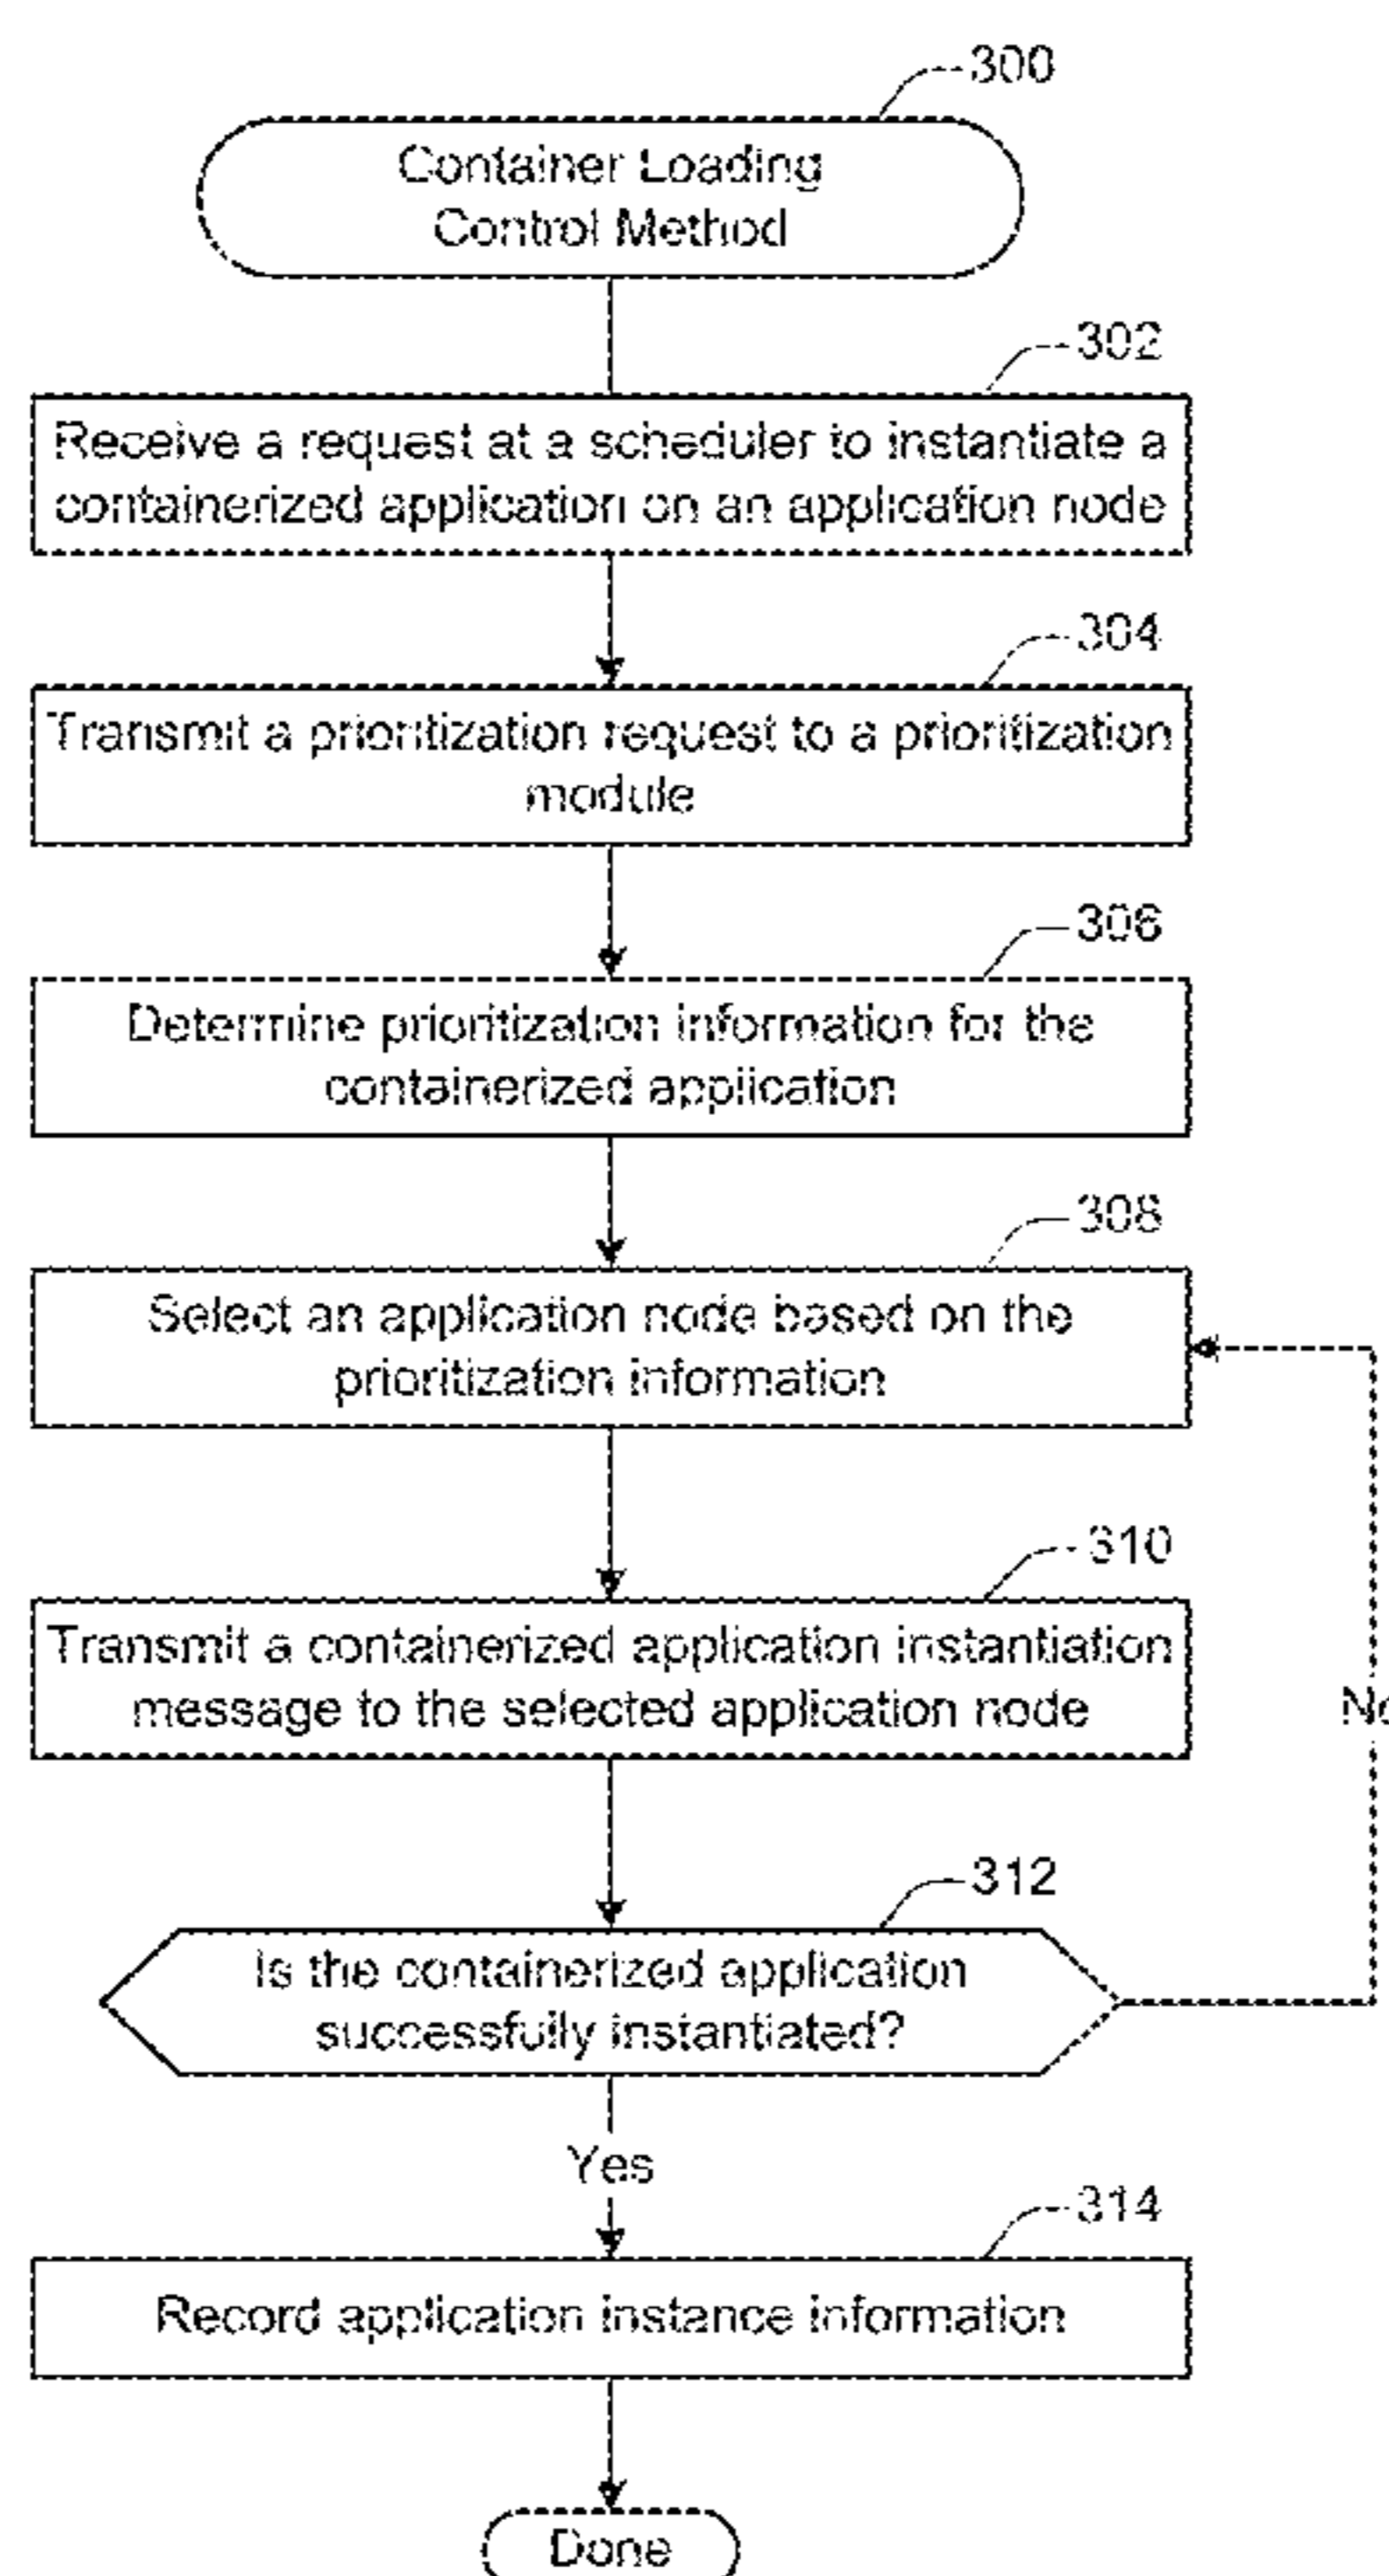 300
Container Loading
Control Method
302
Receive a request at a scheduler to instantiate a
containerized application on an application node
304
Transmit a prioritization request to a prioritization
module
306
Determine prioritization information for the
containerized application
308
Select an application node based on the
prioritization information
310
Transmit a containerized application instantiation
message to the selected application node
No
312
Is the containerized application
successfully instantiated?
Yes
314
Record application instance information
Done